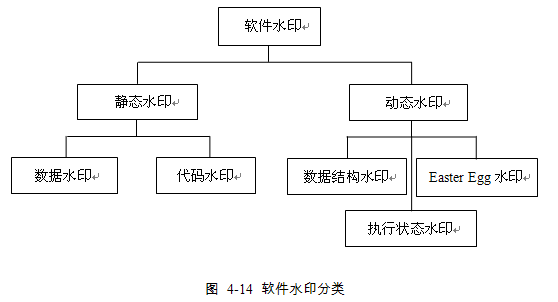 软件水印
静态水印
动态水印
数据水印
代码水印
数据结构水印
Easter Egg 水印
执行状态水印
图 4-14 软件水印分类